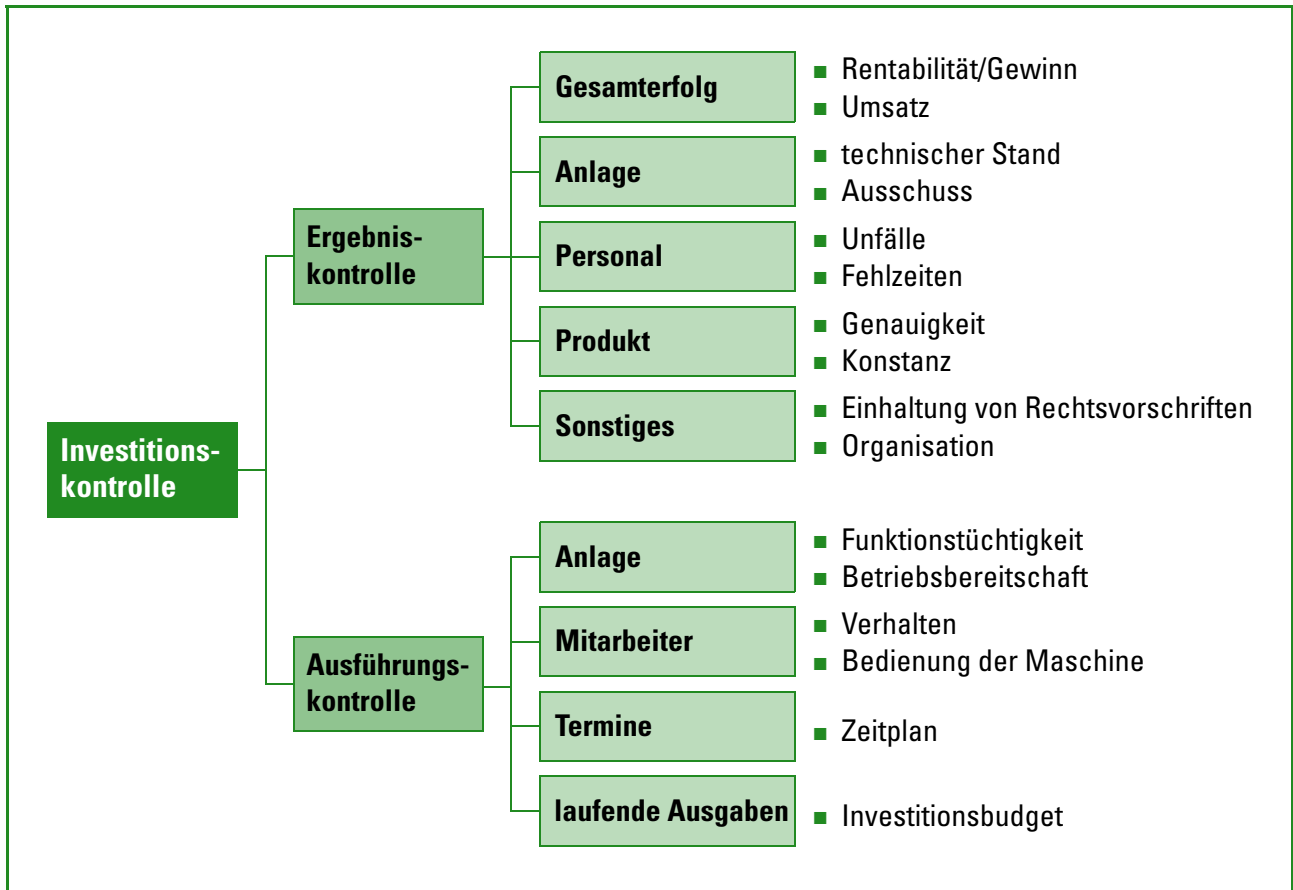 Investitions-
kontrolle
Ergebnis-
kontrolle
Gesamterfolg
■ Rentabilität/Gewinn
■ Umsatz
Anlage
■ technischer Stand
■ Ausschuss
Personal
■ Unfälle
■ Fehlzeiten
Produkt
■ Genauigkeit
■ Konstanz
Sonstiges
■ Einhaltung von Rechtsvorschriften
■ Organisation
Ausführungs-
kontrolle
Anlage
■ Funktionstüchtigkeit
■ Betriebsbereitschaft
Mitarbeiter
■ Verhalten
■ Bedienung der Maschine
Termine
■ Zeitplan
laufende Ausgaben
■ Investitionsbudget